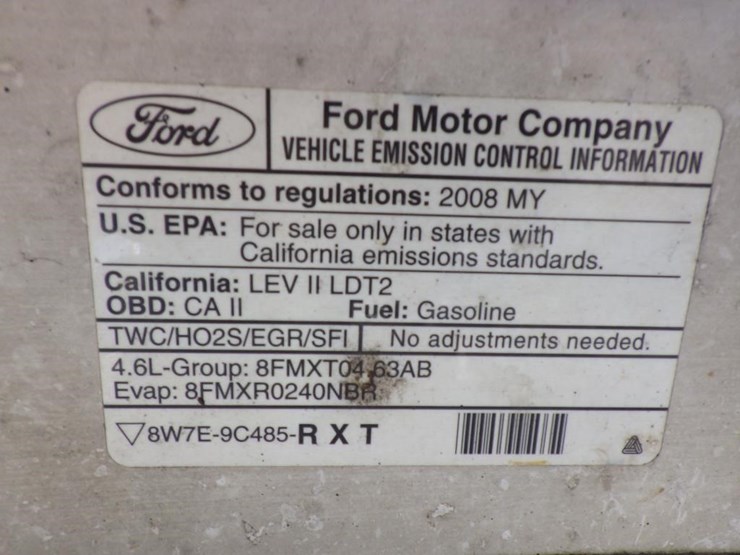 Ford
Ford Motor Company
VEHICLE EMISSION CONTROL INFORMATION
Conforms to regulations: 2008 MY
U.S. EPA: For sale only in states with
California emissions standards.
California: LEV II LDT2
OBD: CA II Fuel: Gasoline
TWC/HO2S/EGR/SFI No adjustments needed.
4.6L-Group: 8FMXT04.63AB
Evap: 8FMXR0240NBR
8W7E-9C485-R X T